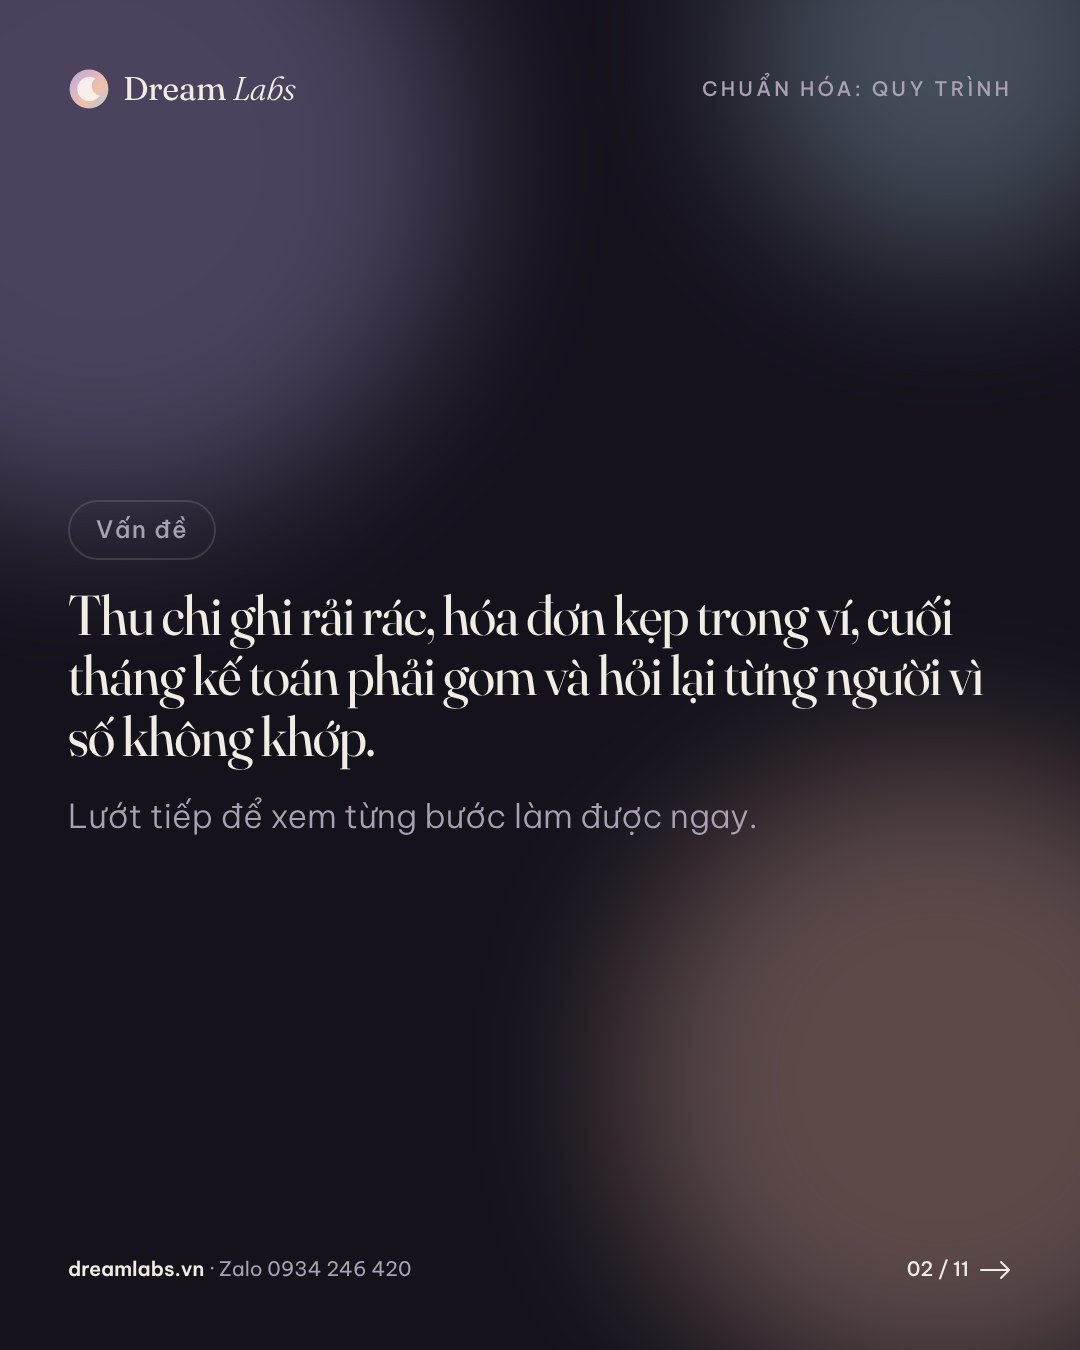 Dream Labs
CHUẨN HÓA: QUY TRÌNH
Vấn đề
Thu chi ghi rải rác, hóa đơn kẹp trong ví, cuối
tháng kế toán phải gom và hỏi lại từng người vì
số không khớp.
Lướt tiếp để xem từng bước làm được ngay.
dreamlabs.vn · Zalo 0934 246 420
02 / 11 →